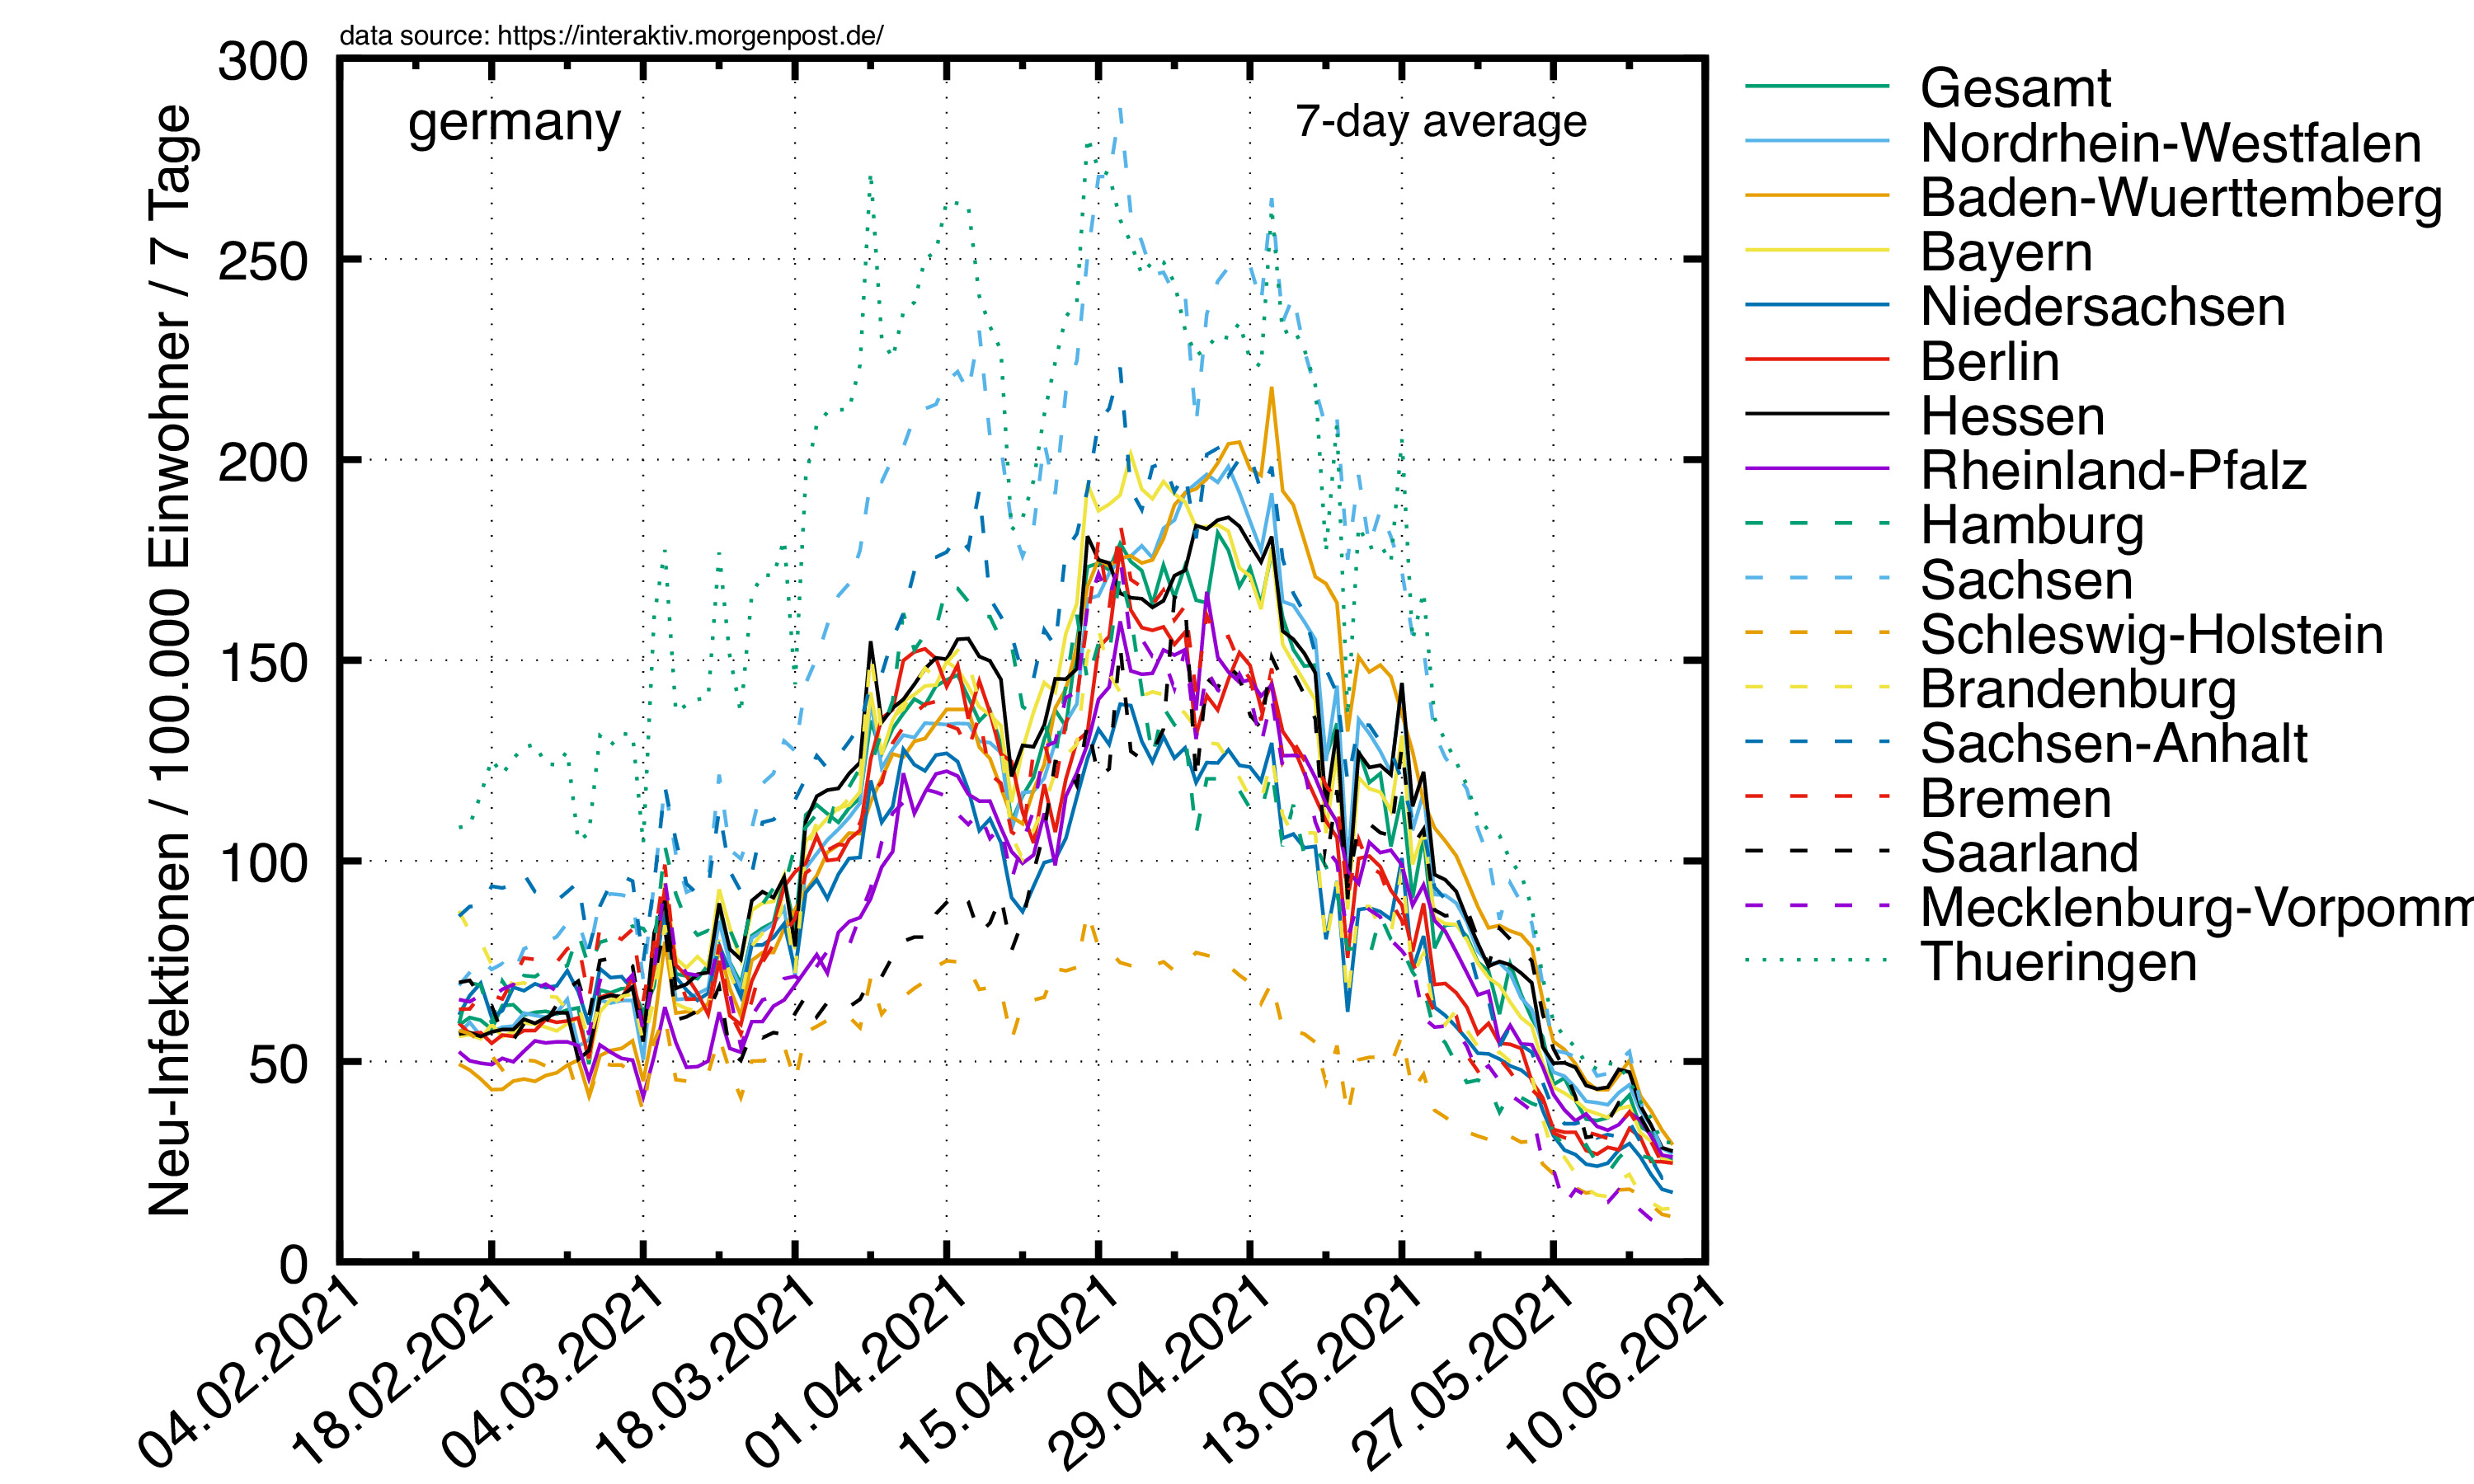 data source: https://interaktiv.morgenpost.de/
germany
7-day average
Neu-Infektionen / 100.000 Einwohner / 7 Tage
300
250
200
150
100
50
0
04.02.2021
18.02.2021
04.03.2021
18.03.2021
01.04.2021
15.04.2021
29.04.2021
13.05.2021
27.05.2021
10.06.2021
Gesamt
Nordrhein-Westfalen
Baden-Wuerttemberg
Bayern
Niedersachsen
Berlin
Hessen
Rheinland-Pfalz
Hamburg
Sachsen
Schleswig-Holstein
Brandenburg
Sachsen-Anhalt
Bremen
Saarland
Mecklenburg-Vorpomm
Thueringen